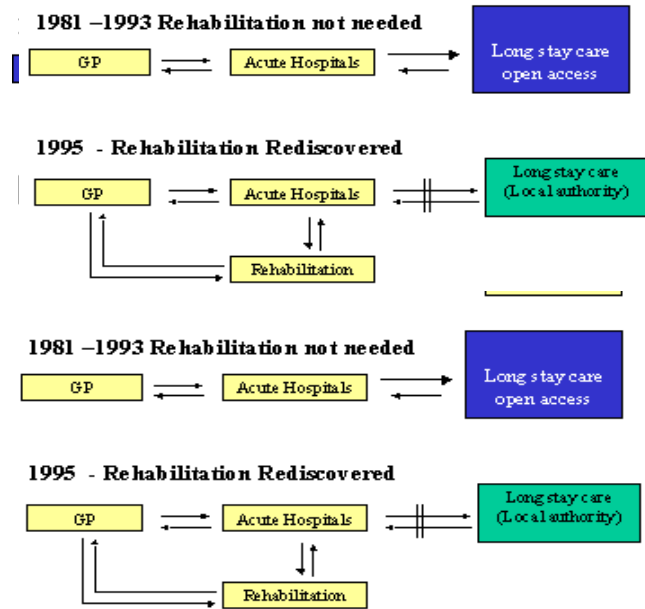 1981 –1993 Rehabilitation not needed
GP
Acute Hospitals
Long stay care
open access
1995 - Rehabilitation Rediscovered
GP
Acute Hospitals
Long stay care
(Local authority)
Rehabilitation
1981 –1993 Rehabilitation not needed
GP
Acute Hospitals
Long stay care
open access
1995 - Rehabilitation Rediscovered
GP
Acute Hospitals
Long stay care
(Local authority)
Rehabilitation